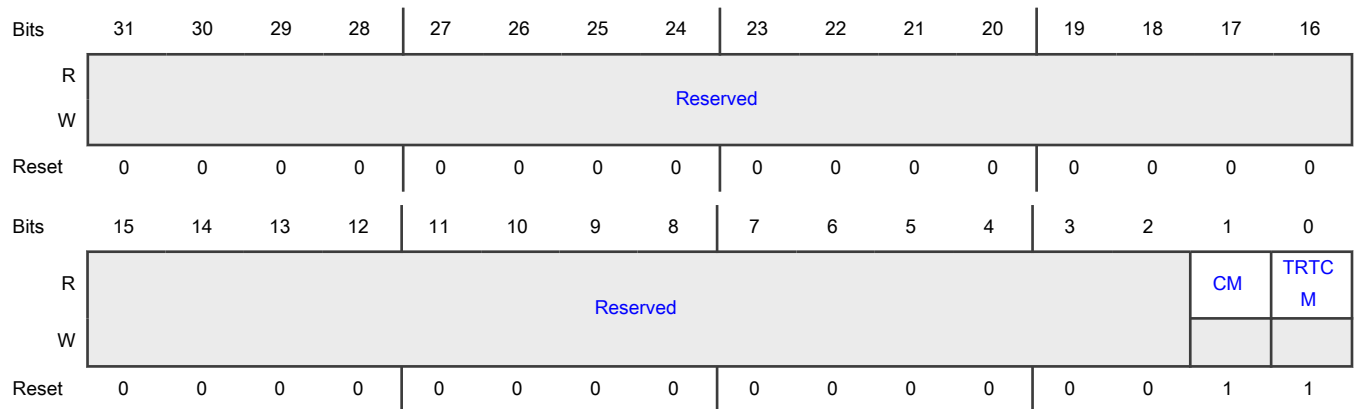 Bits 31 30 29 28 27 26 25 24 23 22 21 20 19 18 17 16
R
Reserved
W
Reset 0 0 0 0 0 0 0 0 0 0 0 0 0 0 0 0
Bits 15 14 13 12 11 10 9 8 7 6 5 4 3 2 1 0
R CM TRTC
M
Reserved
W
Reset 0 0 0 0 0 0 0 0 0 0 0 0 0 0 1 1